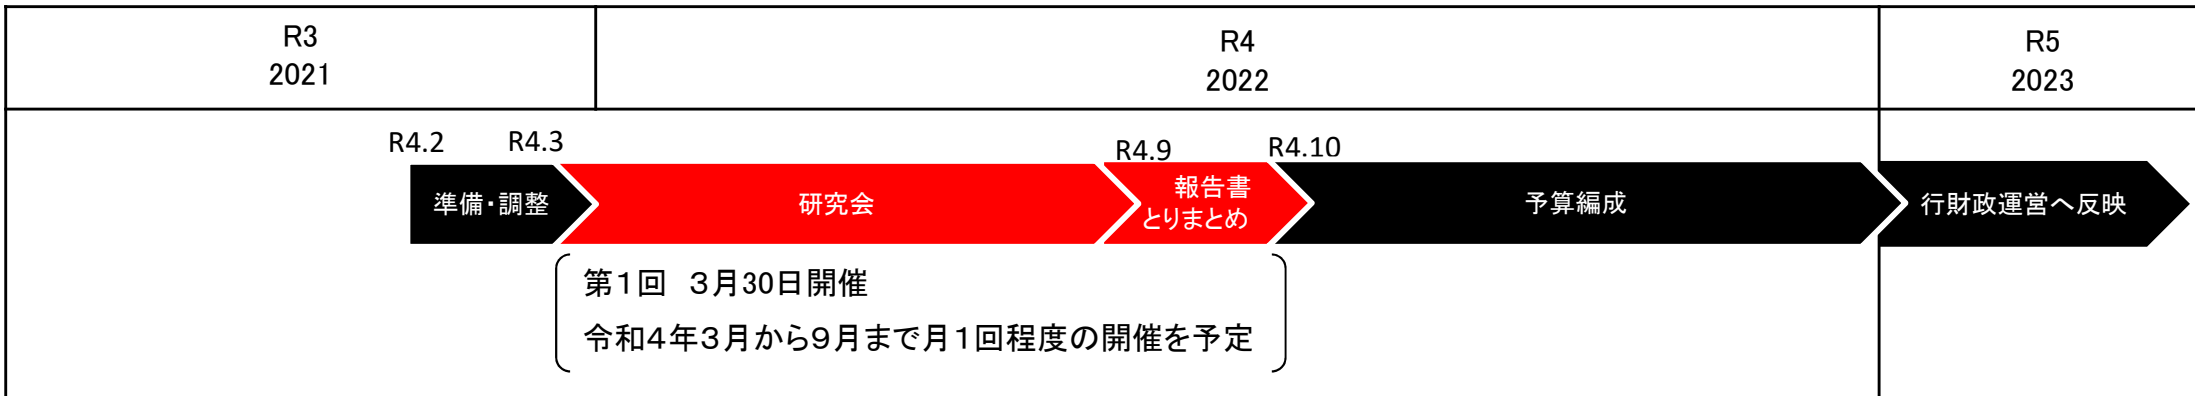 R3
2021
R4
2022
R5
2023
R4.2
R4.3
R4.9
R4.10
準備・調整
研究会
報告書
とりまとめ
予算編成
行財政運営へ反映
第１回　３月30日開催
令和４年３月から９月まで月１回程度の開催を予定